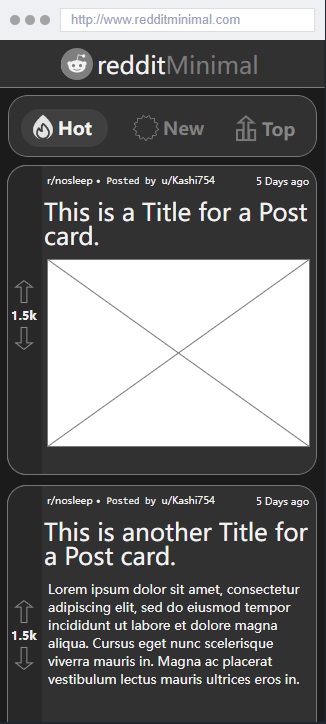 http://www.redditminimal.com
redditMinimal
Hot New Top
r/nosleep • Posted by u/Kashi754 5 Days ago
This is a Title for a Post
card.
1.5k
r/nosleep • Posted by u/Kashi754 5 Days ago
This is another Title for
a Post card.
Lorem ipsum dolor sit amet, consectetur
adipiscing elit, sed do eiusmod tempor
incididunt ut labore et dolore magna
aliqua. Cursus eget nunc scelerisque
viverra mauris in. Magna ac placerat
vestibulum lectus mauris ultrices eros in.
1.5k